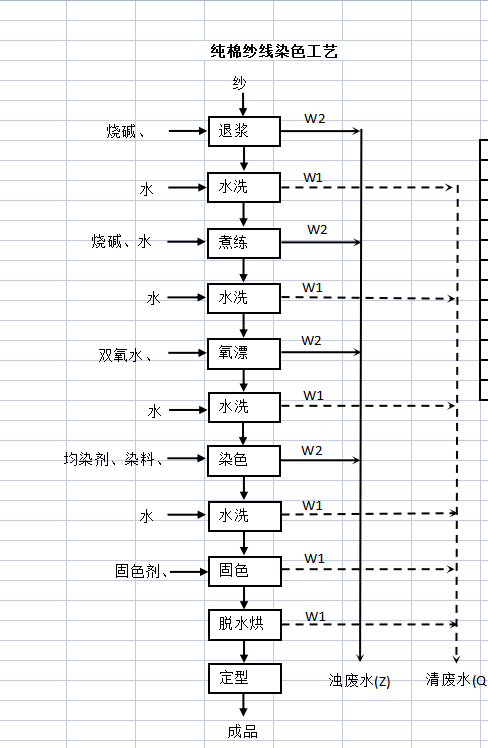 纯棉纱线染色工艺
纱
烧碱、 退浆 W2
水 水洗 W1
烧碱、水 煮练 W2
水 水洗 W1
双氧水、 氧漂 W2
水 水洗 W1
均染剂、染料、 染色 W2
水 水洗 W1
固色剂、 固色 W1
脱水烘 W1
定型 浊废水(Z) 清废水(Q
成品